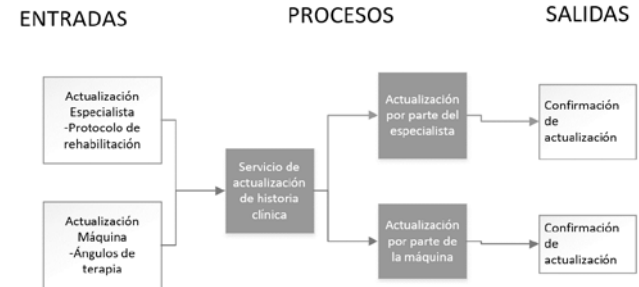 ENTRADAS
PROCESOS
SALIDAS
Actualización
Especialista
-Protocolo de
rehabilitación
Actualización
Máquina
-Ángulos de
terapia
Servicio de
actualización
de historia
clínica
Actualización
por parte del
especialista
Actualización
por parte de
la máquina
Confirmación
de
actualización
Confirmación
de
actualización